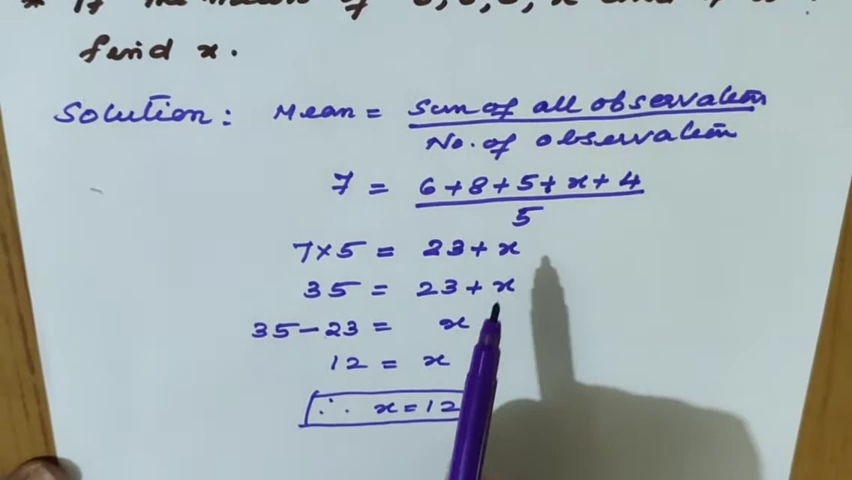 find x.
Solution: Mean = Sum of all observation
No. of observation
7 = 6+8+5+x+4
5
7×5 = 23+x
35 = 23+x
35-23 = x
12 = x
∴ x=12